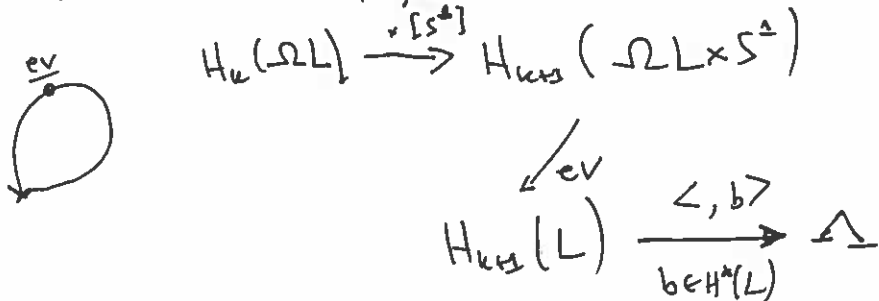 H_k(ΩL) × [S^1] → H_{k+1}(ΩL × S^1)
ev
ev
H_{k+1}(L) < , b> → Λ
b ∈ H^*(L)